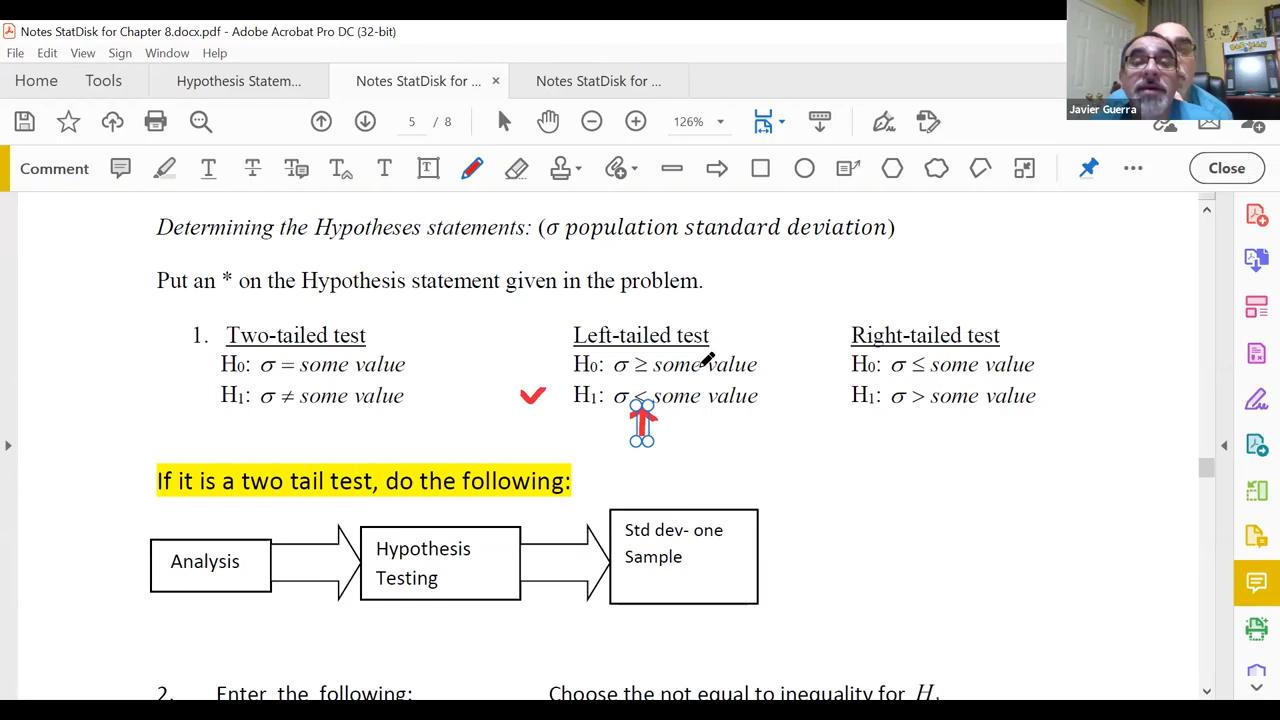 Notes StatDisk for Chapter 8.docx.pdf - Adobe Acrobat Pro DC (32-bit)
File Edit View Sign Window Help
Home Tools Hypothesis Statem... Notes StatDisk for ... × Notes StatDisk for ...
Javier Guerra
5 / 8 126%
Comment Close
Determining the Hypotheses statements: (σ population standard deviation)
Put an * on the Hypothesis statement given in the problem.
1. Two-tailed test Left-tailed test Right-tailed test
H0: σ = some value H0: σ ≥ some value H0: σ ≤ some value
H1: σ ≠ some value H1: σ < some value H1: σ > some value
If it is a two tail test, do the following:
Analysis Hypothesis Testing Std dev- one Sample
2. Enter the following: Choose the not equal to inequality for H